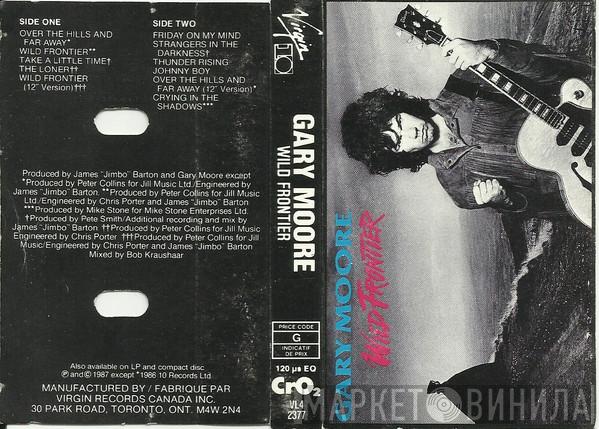 SIDE ONE
OVER THE HILLS AND
FAR AWAY*
WILD FRONTIER**
TAKE A LITTLE TIME†
THE LONER††
WILD FRONTIER
(12" Version)†††
SIDE TWO
FRIDAY ON MY MIND
STRANGERS IN THE
DARKNESS†
THUNDER RISING
JOHNNY BOY
OVER THE HILLS AND
FAR AWAY (12" Version)*
CRYING IN THE
SHADOWS***
Produced by James "Jimbo" Barton and Gary Moore except
*Produced by Peter Collins for Jill Music Ltd./Engineered by
James "Jimbo" Barton. **Produced by Peter Collins for Jill Music
Ltd/Engineered by Chris Porter and James "Jimbo" Barton
***Produced by Mike Stone for Mike Stone Enterprises Ltd.
†Produced by Pete Smith/Additional recording and mix by
James "Jimbo" Barton ††Produced by Peter Collins for Jill Music
Engineered by Chris Porter †††Produced by Peter Collins for Jill
Music/Engineered by Chris Porter and James "Jimbo" Barton
Mixed by Bob Kraushaar
Also available on LP and compact disc
℗ and © 1987 except *1986 10 Records Ltd.
MANUFACTURED BY / FABRIQUE PAR
VIRGIN RECORDS CANADA INC.
30 PARK ROAD, TORONTO, ONT. M4W 2N4
Virgin
10
GARY MOORE
WILD FRONTIER
PRICE CODE
G
INDICATIF
DE PRIX
120 µs EQ
CrO2
VL4
2377
GARY MOORE
WILD FRONTIER
МАРКЕТ ВИНИЛА